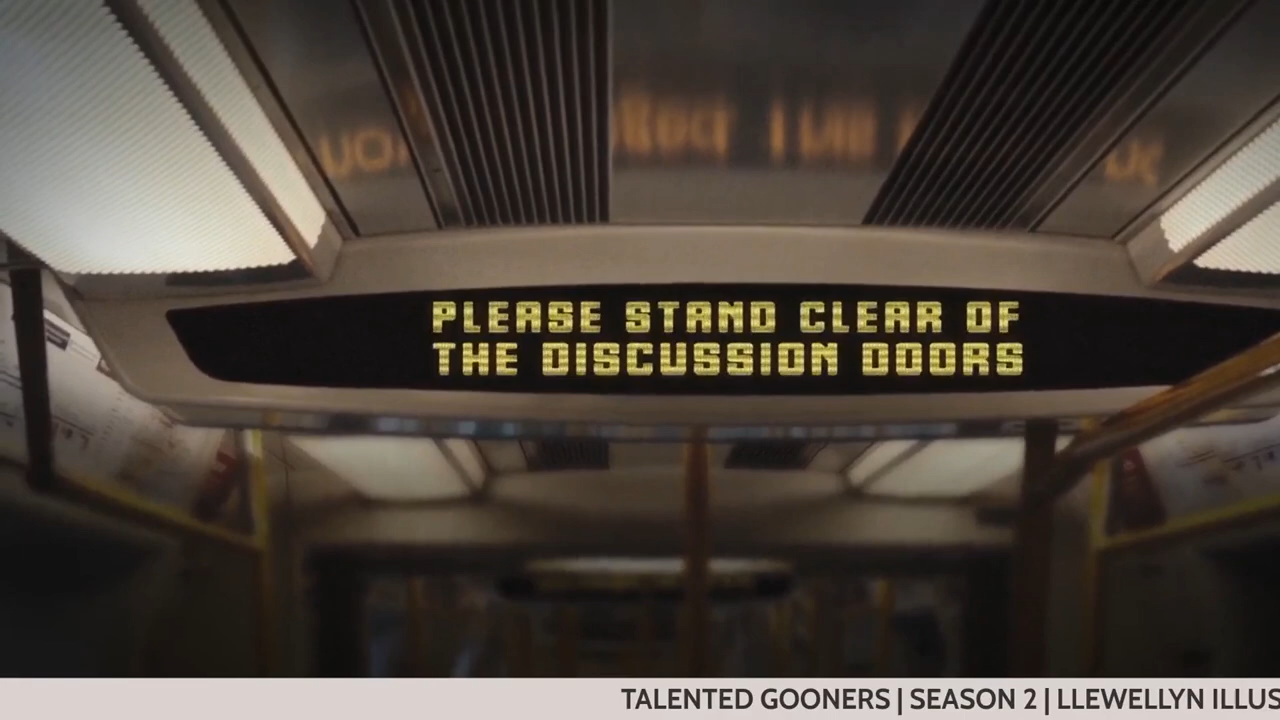 PLEASE STAND CLEAR OF
THE DISCUSSION DOORS
TALENTED GOONERS | SEASON 2 | LLEWELLYN ILLUS